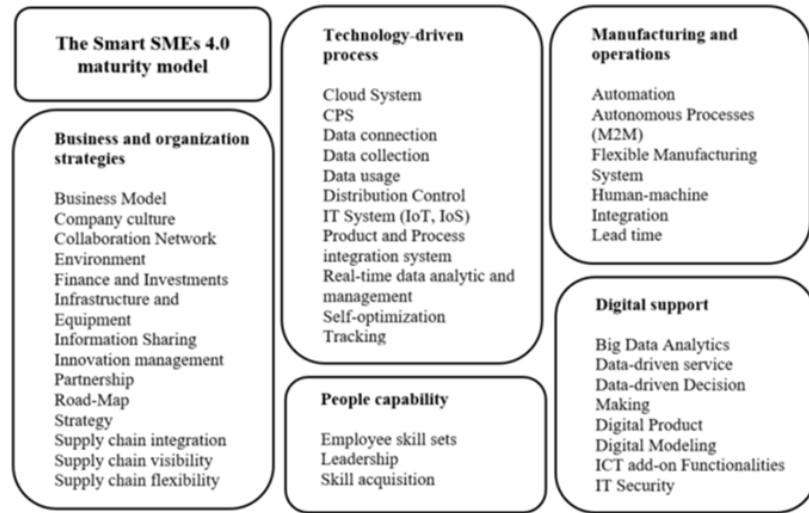 The Smart SMEs 4.0
maturity model
Business and organization
strategies
Business Model
Company culture
Collaboration Network
Environment
Finance and Investments
Infrastructure and
Equipment
Information Sharing
Innovation management
Partnership
Road-Map
Strategy
Supply chain integration
Supply chain visibility
Supply chain flexibility
Technology-driven
process
Cloud System
CPS
Data connection
Data collection
Data usage
Distribution Control
IT System (IoT, IoS)
Product and Process
integration system
Real-time data analytic and
management
Self-optimization
Tracking
People capability
Employee skill sets
Leadership
Skill acquisition
Manufacturing and
operations
Automation
Autonomous Processes
(M2M)
Flexible Manufacturing
System
Human-machine
Integration
Lead time
Digital support
Big Data Analytics
Data-driven service
Data-driven Decision
Making
Digital Product
Digital Modeling
ICT add-on Functionalities
IT Security